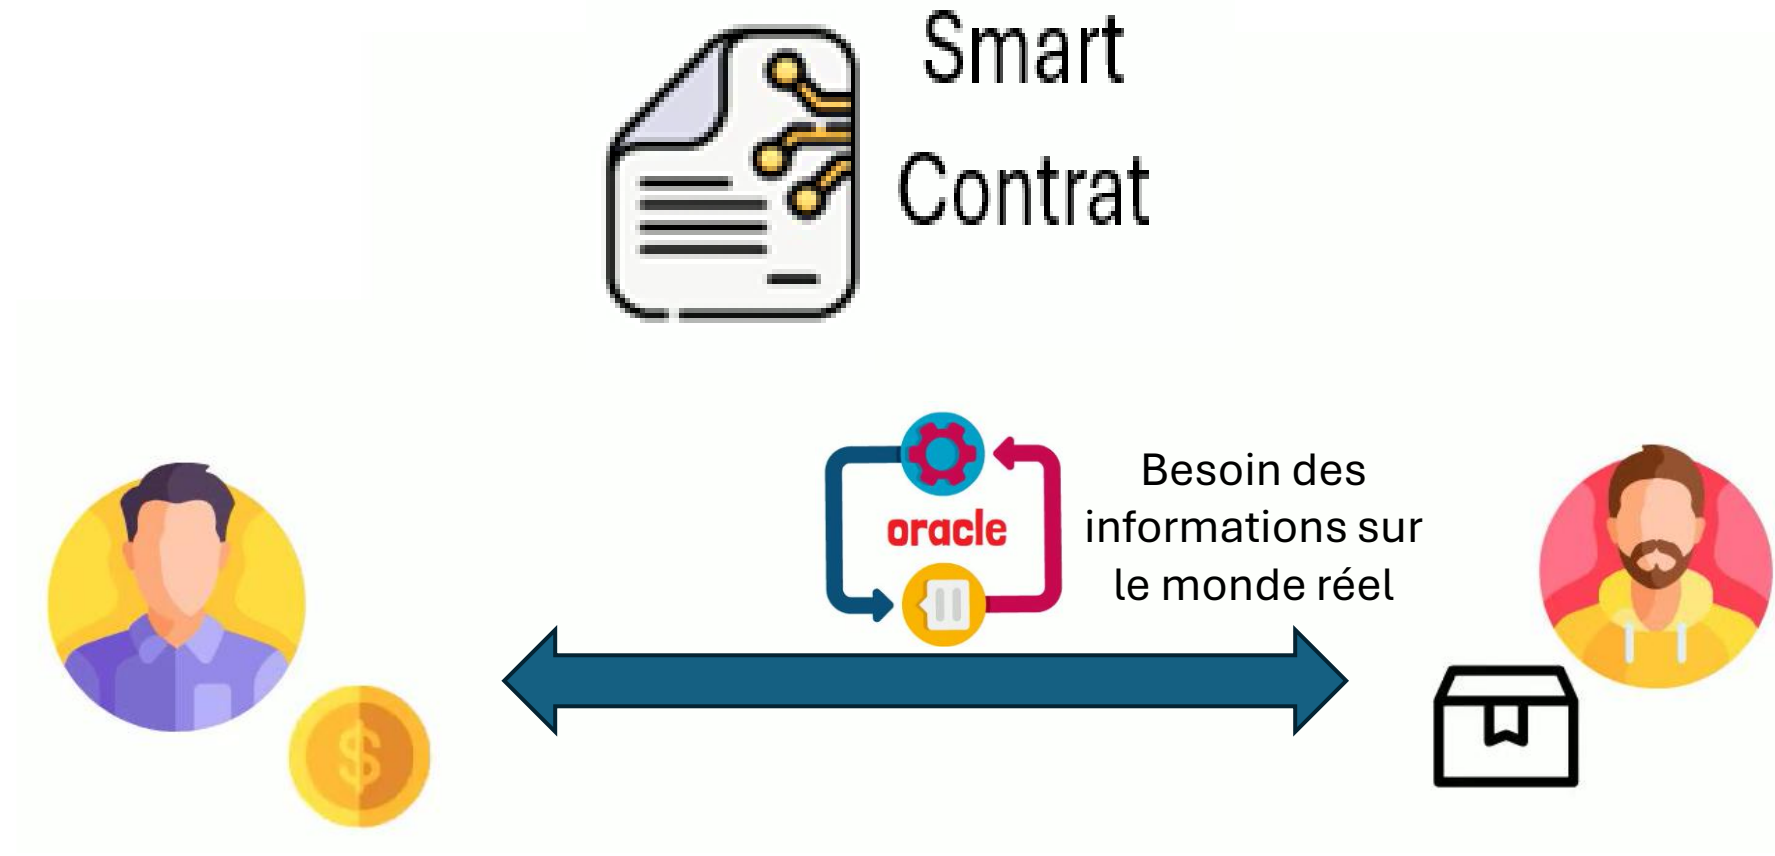 Smart
Contrat
oracle
Besoin des
informations sur
le monde réel
$